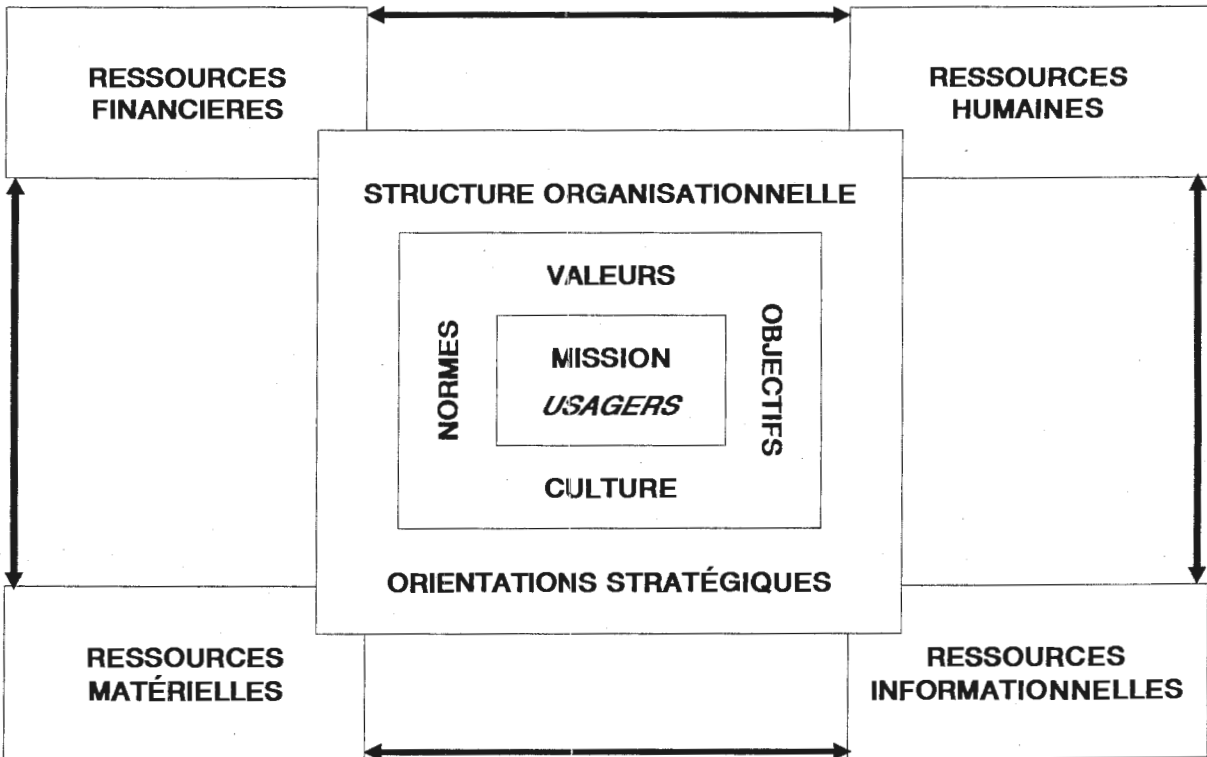 RESSOURCES
FINANCIERES
RESSOURCES
HUMAINES
STRUCTURE ORGANISATIONNELLE
VALEURS
NORMES
MISSION
USAGERS
OBJECTIFS
CULTURE
ORIENTATIONS STRATÉGIQUES
RESSOURCES
MATÉRIELLES
RESSOURCES
INFORMATIONNELLES